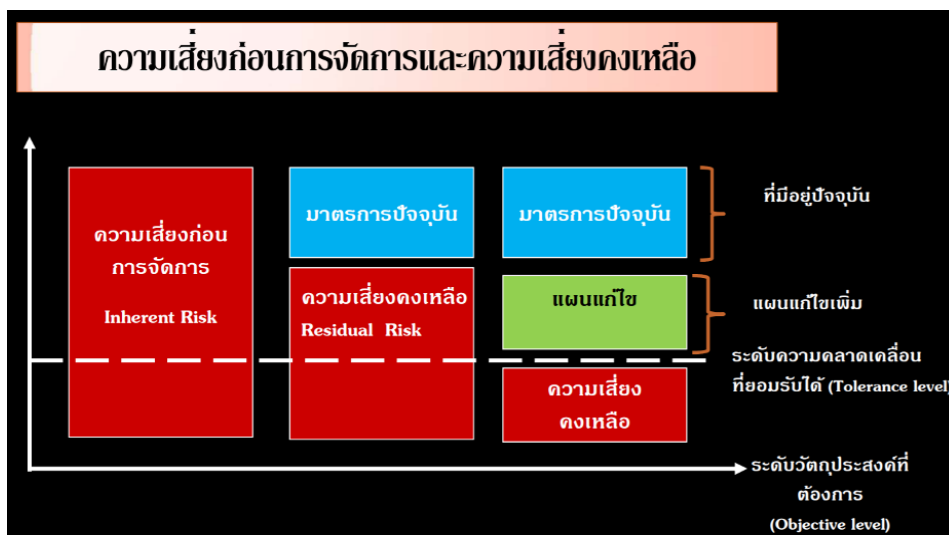 ความเสี่ยงก่อนการจัดการและความเสี่ยงคงเหลือ
ความเสี่ยงก่อน
การจัดการ
Inherent Risk
มาตรการปัจจุบัน
ความเสี่ยงคงเหลือ
Residual Risk
มาตรการปัจจุบัน
แผนแก้ไข
ความเสี่ยง
คงเหลือ
ที่มีอยู่ปัจจุบัน
แผนแก้ไขเพิ่ม
ระดับความคลาดเคลื่อน
ที่ยอมรับได้ (Tolerance level)
ระดับวัตถุประสงค์ที่
ต้องการ
(Objective level)